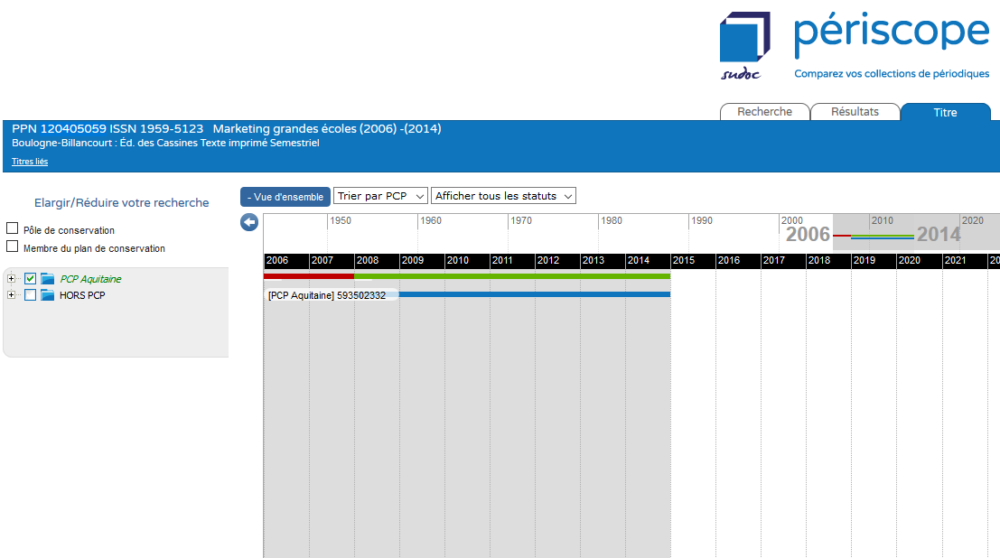 sudoc
périscope
Comparez vos collections de périodiques
Recherche Résultats Titre
PPN 120405059 ISSN 1959-5123 Marketing grandes écoles (2006) -(2014)
Boulogne-Billancourt : Éd. des Cassines Texte imprimé Semestriel
Titres liés
Elargir/Réduire votre recherche
Pôle de conservation
Membre du plan de conservation
PCP Aquitaine
HORS PCP
- Vue d'ensemble Trier par PCP Afficher tous les statuts
1950 1960 1970 1980 1990 2000 2010 2020
2006 2014
2006 2007 2008 2009 2010 2011 2012 2013 2014 2015 2016 2017 2018 2019 2020 2021 20
[PCP Aquitaine] 593502332